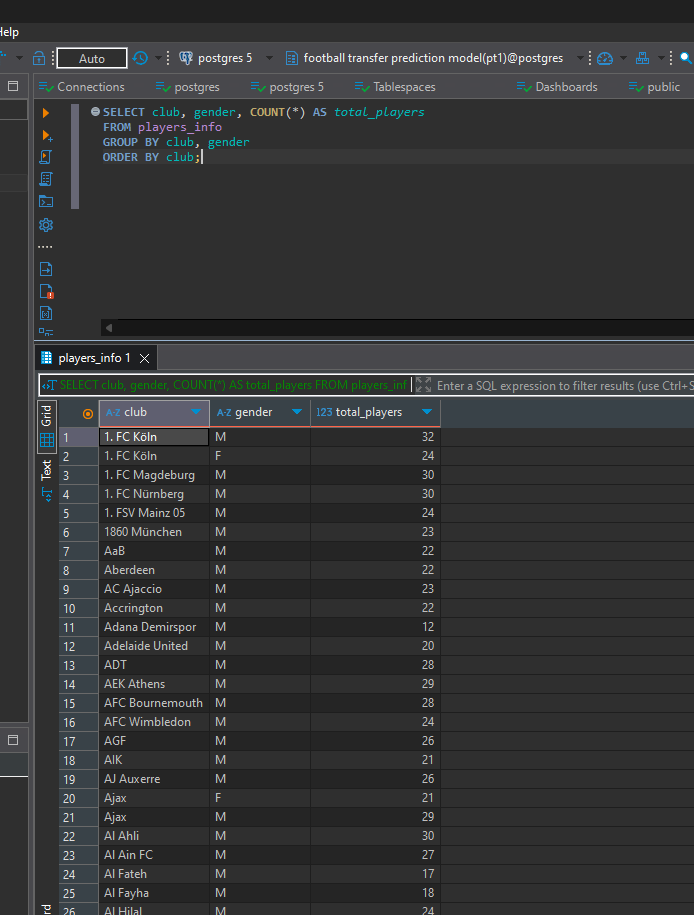 Help
Auto
postgres 5
football transfer prediction model(pt1)@postgres
Connections postgres postgres 5 Tablespaces Dashboards public
SELECT club, gender, COUNT(*) AS total_players
FROM players_info
GROUP BY club, gender
ORDER BY club;
players_info 1
SELECT club, gender, COUNT(*) AS total_players FROM players_inf Enter a SQL expression to filter results (use Ctrl+S
Grid
Text
A-Z club A-Z gender 123 total_players
1 1. FC Köln M 32
2 1. FC Köln F 24
3 1. FC Magdeburg M 30
4 1. FC Nürnberg M 30
5 1. FSV Mainz 05 M 24
6 1860 München M 23
7 AaB M 22
8 Aberdeen M 22
9 AC Ajaccio M 23
10 Accrington M 22
11 Adana Demirspor M 12
12 Adelaide United M 20
13 ADT M 28
14 AEK Athens M 29
15 AFC Bournemouth M 28
16 AFC Wimbledon M 24
17 AGF M 26
18 AIK M 21
19 AJ Auxerre M 26
20 Ajax F 21
21 Ajax M 29
22 Al Ahli M 30
23 Al Ain FC M 27
24 Al Fateh M 17
25 Al Fayha M 18
26 Al Hilal M 24